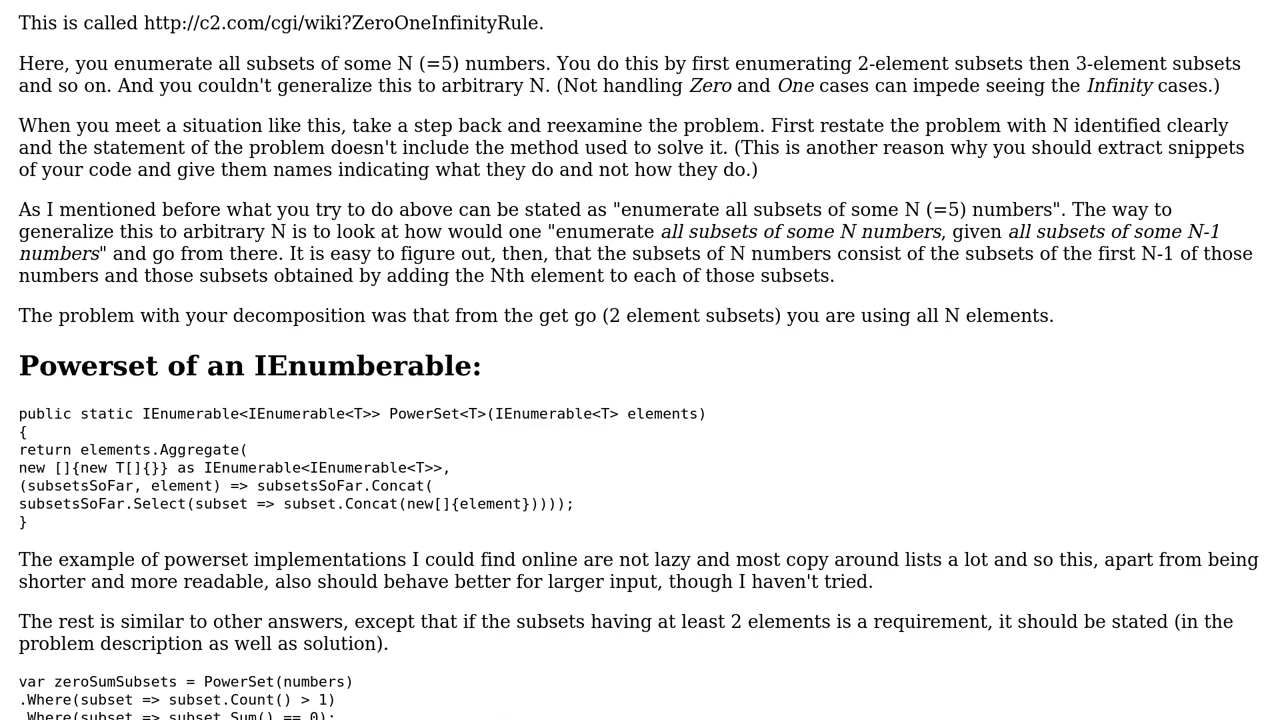 This is called http://c2.com/cgi/wiki?ZeroOneInfinityRule.
Here, you enumerate all subsets of some N (=5) numbers. You do this by first enumerating 2-element subsets then 3-element subsets
and so on. And you couldn't generalize this to arbitrary N. (Not handling Zero and One cases can impede seeing the Infinity cases.)
When you meet a situation like this, take a step back and reexamine the problem. First restate the problem with N identified clearly
and the statement of the problem doesn't include the method used to solve it. (This is another reason why you should extract snippets
of your code and give them names indicating what they do and not how they do.)
As I mentioned before what you try to do above can be stated as "enumerate all subsets of some N (=5) numbers". The way to
generalize this to arbitrary N is to look at how would one "enumerate all subsets of some N numbers, given all subsets of some N-1
numbers" and go from there. It is easy to figure out, then, that the subsets of N numbers consist of the subsets of the first N-1 of those
numbers and those subsets obtained by adding the Nth element to each of those subsets.
The problem with your decomposition was that from the get go (2 element subsets) you are using all N elements.
Powerset of an IEnumberable:
public static IEnumerable<IEnumerable<T>> PowerSet<T>(IEnumerable<T> elements)
{
return elements.Aggregate(
new []{new T[]{}} as IEnumerable<IEnumerable<T>>,
(subsetsSoFar, element) => subsetsSoFar.Concat(
subsetsSoFar.Select(subset => subset.Concat(new[]{element}))));
}
The example of powerset implementations I could find online are not lazy and most copy around lists a lot and so this, apart from being
shorter and more readable, also should behave better for larger input, though I haven't tried.
The rest is similar to other answers, except that if the subsets having at least 2 elements is a requirement, it should be stated (in the
problem description as well as solution).
var zeroSumSubsets = PowerSet(numbers)
.Where(subset => subset.Count() > 1)
.Where(subset => subset.Sum() == 0);